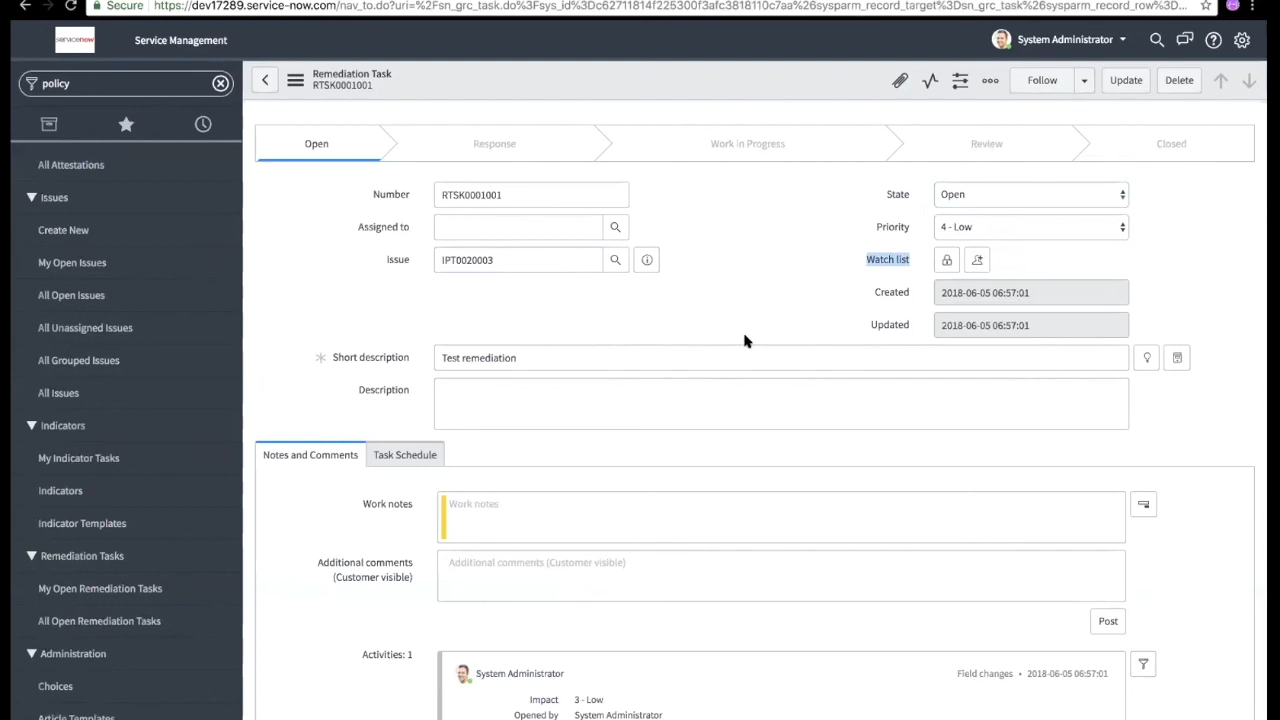 Secure https://dev17289.service-now.com/nav_to.do?uri=%2Fsn_grc_task.do%3Fsys_id%3Dc62711814f225300f3afc3818110c7aa%26sysparm_record_target%3Dsn_grc_task%26sysparm_record_row%3D...
servicenow
Service Management
System Administrator
policy
Remediation Task
RTSK0001001
Follow
Update
Delete
All Attestations
Issues
Create New
My Open Issues
All Open Issues
All Unassigned Issues
All Grouped Issues
All Issues
Indicators
My Indicator Tasks
Indicators
Indicator Templates
Remediation Tasks
My Open Remediation Tasks
All Open Remediation Tasks
Administration
Choices
Article Templates
Open
Response
Work in Progress
Review
Closed
Number
RTSK0001001
State
Open
Assigned to
Priority
4 - Low
Issue
IPT0020003
Watch list
Created
2018-06-05 06:57:01
Updated
2018-06-05 06:57:01
Short description
Test remediation
Description
Notes and Comments
Task Schedule
Work notes
Work notes
Additional comments
(Customer visible)
Additional comments (Customer visible)
Post
Activities: 1
System Administrator
Field changes • 2018-06-05 06:57:01
Impact
3 - Low
Opened by
System Administrator